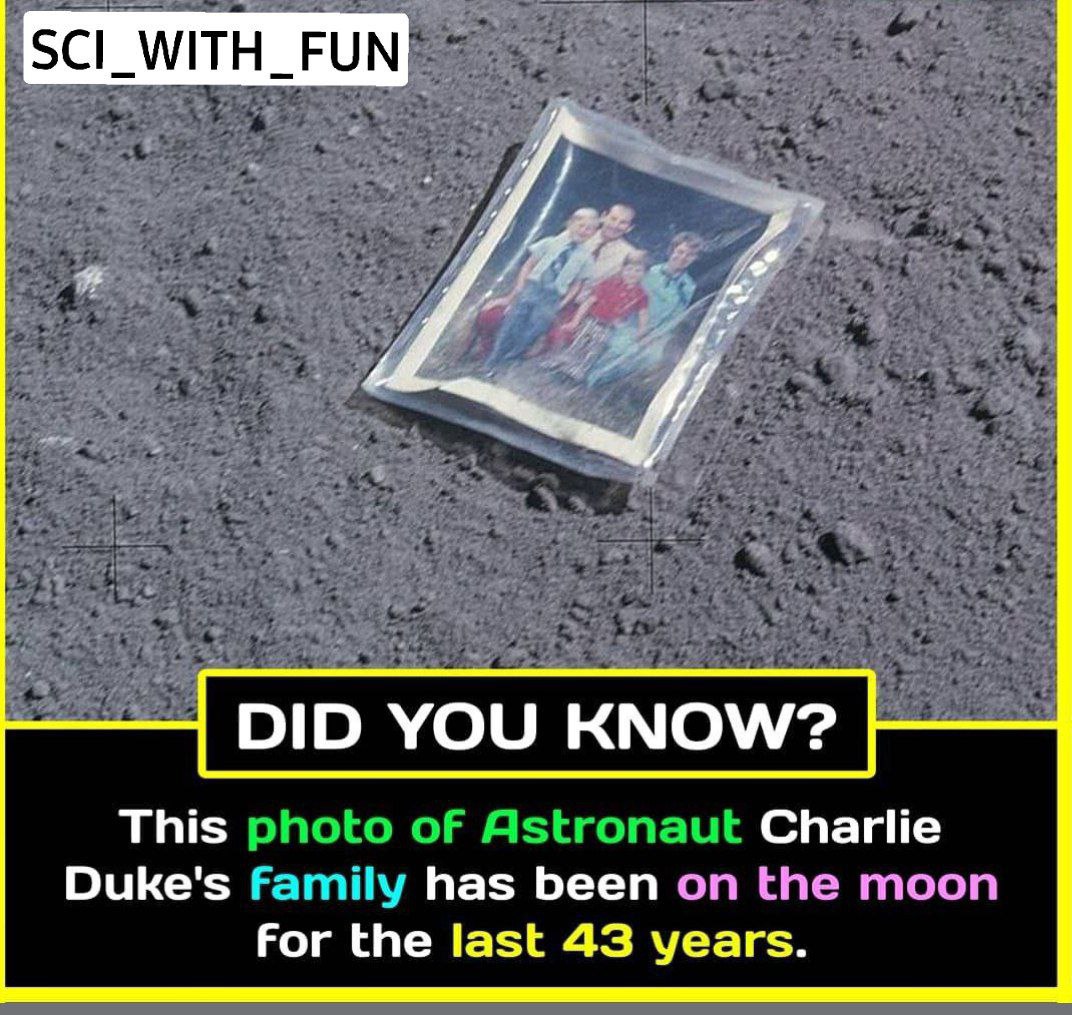 SCI_WITH_FUN
DID YOU KNOW?
This photo of Astronaut Charlie
Duke's family has been on the moon
for the last 43 years.